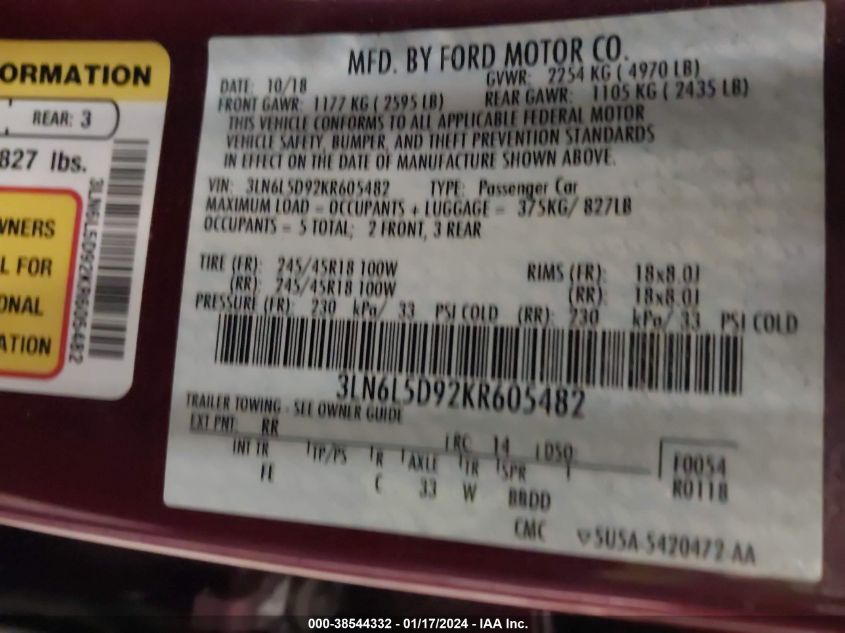 ORMATION
REAR: 3
827 lbs.
WNERS
L FOR
ONAL
ATION
3LN6L5D92KR605482
MFD. BY FORD MOTOR CO.
DATE: 10/18 GVWR: 2254 KG ( 4970 LB)
FRONT GAWR: 1177 KG ( 2595 LB) REAR GAWR: 1105 KG ( 2435 LB)
THIS VEHICLE CONFORMS TO ALL APPLICABLE FEDERAL MOTOR
VEHICLE SAFETY, BUMPER, AND THEFT PREVENTION STANDARDS
IN EFFECT ON THE DATE OF MANUFACTURE SHOWN ABOVE.
VIN: 3LN6L5D92KR605482 TYPE: Passenger Car
MAXIMUM LOAD = OCCUPANTS + LUGGAGE = 375KG/ 827LB
OCCUPANTS = 5 TOTAL; 2 FRONT, 3 REAR
TIRE (FR): 245/45R18 100W RIMS (FR): 18x8.0J
(RR): 245/45R18 100W (RR): 18x8.0J
PRESSURE (FR): 230 kPa/ 33 PSI COLD (RR): 230 kPa/ 33 PSI COLD
3LN6L5D92KR605482
TRAILER TOWING - SEE OWNER GUIDE
EXT PNT: RR LRC 14 DSO F0054
INT TR TP/PS R AXLE TR SPR R0118
FE C 33 W BBDD
CMC ▽5U5A-5420472-AA
000-38544332 - 01/17/2024 - IAA Inc.